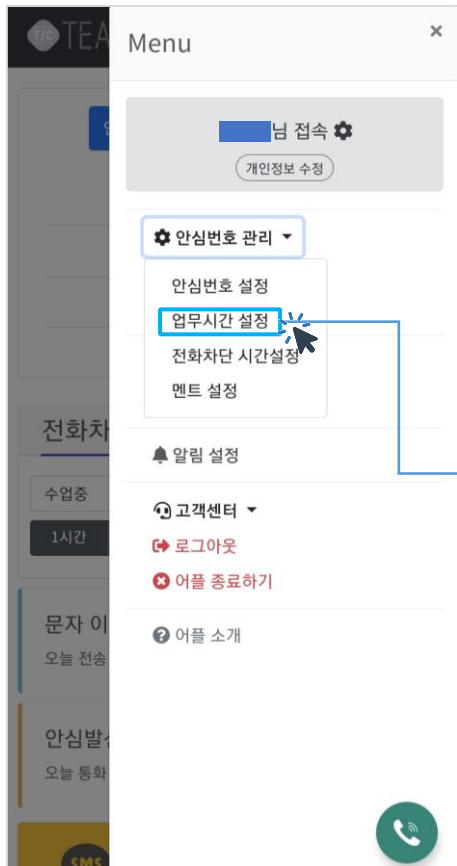 T/C TEA
Menu
×
님 접속
개인정보 수정
안심번호 관리
안심번호 설정
업무시간 설정
전화차단 시간설정
멘트 설정
알림 설정
고객센터
로그아웃
어플 종료하기
어플 소개
전화차
수업중
1시간
문자 이
오늘 전송
안심발
오늘 통화
SMS